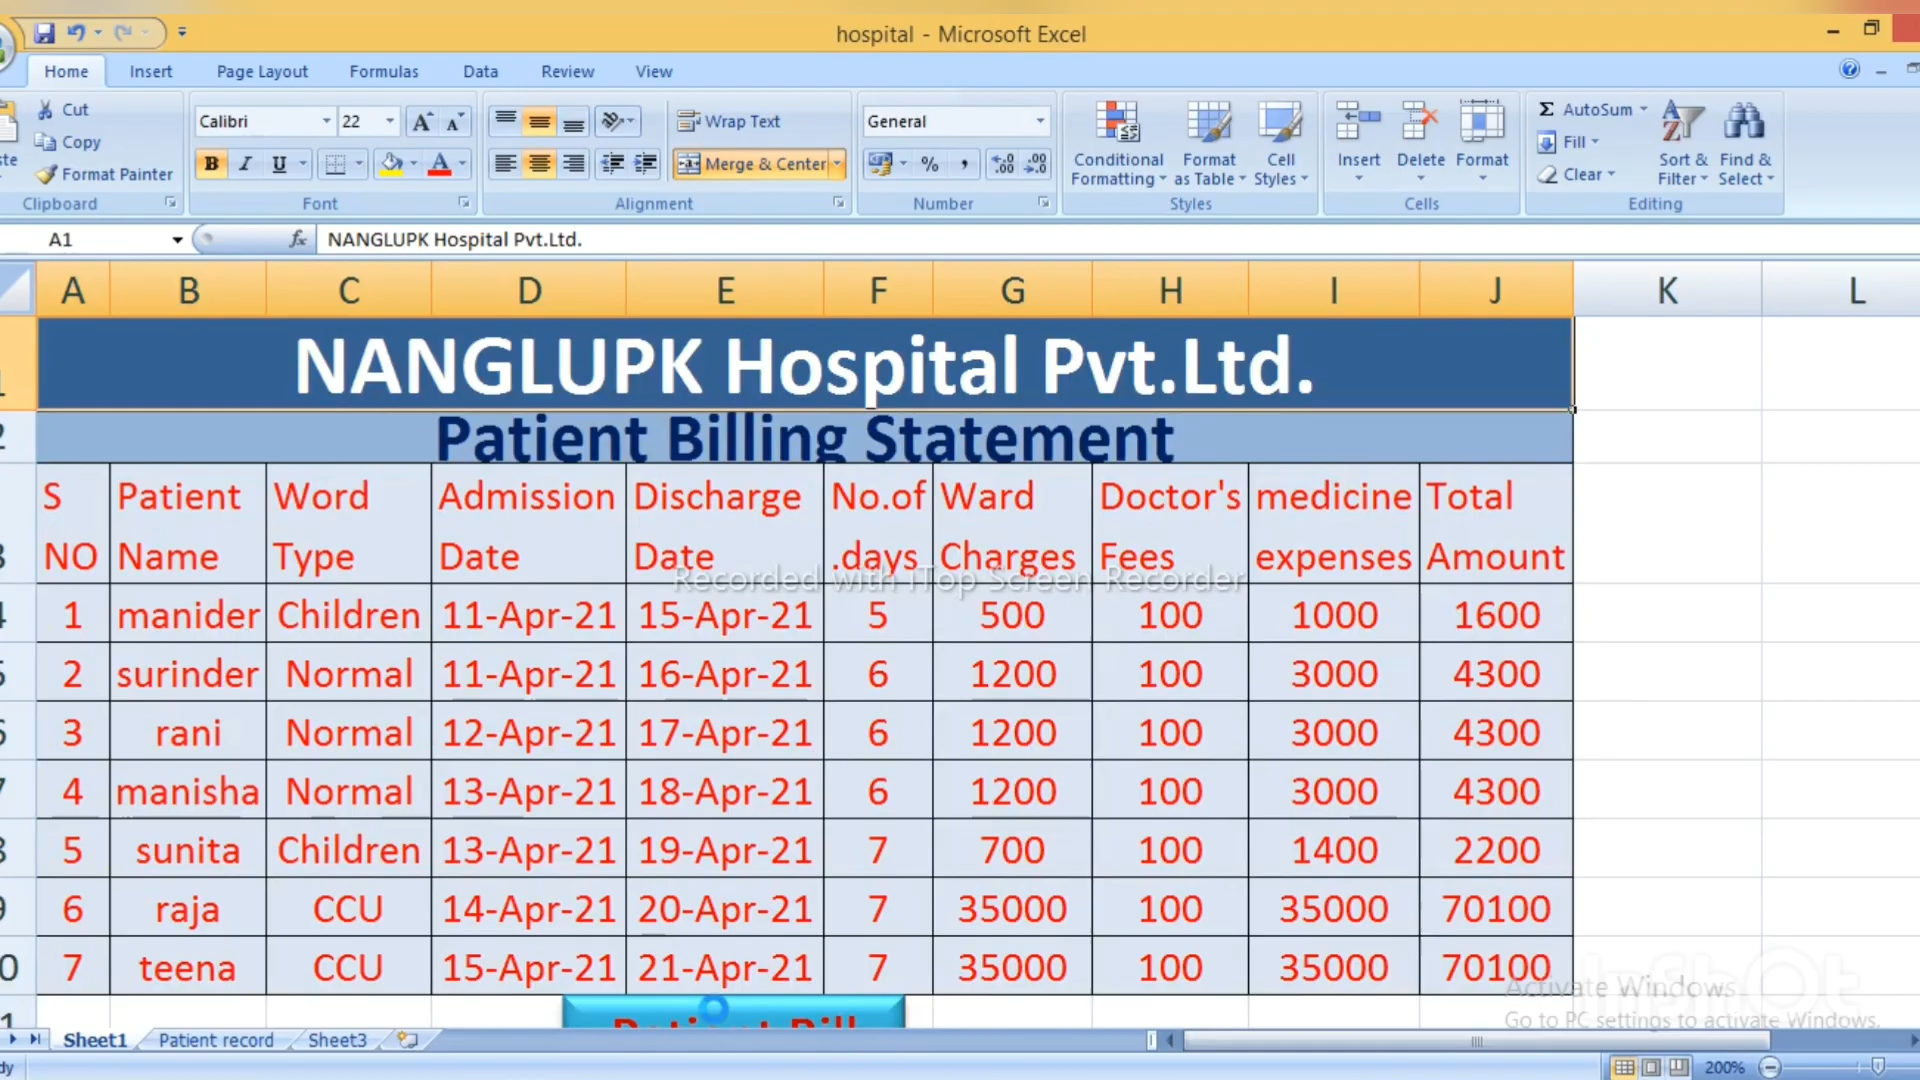 hospital - Microsoft Excel
Home Insert Page Layout Formulas Data Review View
Cut
Copy
Format Painter
Clipboard
Calibri 22
B I U
Font
Wrap Text
Merge & Center
Alignment
General
% ,
Number
Conditional Formatting
Format as Table
Cell Styles
Styles
Insert Delete Format
Cells
Σ AutoSum
Fill
Clear
Sort & Filter
Find & Select
Editing
A1 fx NANGLUPK Hospital Pvt.Ltd.
A B C D E F G H I J K L
NANGLUPK Hospital Pvt.Ltd.
Patient Billing Statement
S NO Patient Name Word Type Admission Date Discharge Date No.of .days Ward Charges Doctor's Fees medicine expenses Total Amount
Recorded with iTop Screen Recorder
1 manider Children 11-Apr-21 15-Apr-21 5 500 100 1000 1600
2 surinder Normal 11-Apr-21 16-Apr-21 6 1200 100 3000 4300
3 rani Normal 12-Apr-21 17-Apr-21 6 1200 100 3000 4300
4 manisha Normal 13-Apr-21 18-Apr-21 6 1200 100 3000 4300
5 sunita Children 13-Apr-21 19-Apr-21 7 700 100 1400 2200
6 raja CCU 14-Apr-21 20-Apr-21 7 35000 100 35000 70100
7 teena CCU 15-Apr-21 21-Apr-21 7 35000 100 35000 70100
Patient Bill
InShOt
Activate Windows
Go to PC settings to activate Windows.
Sheet1 Patient record Sheet3
200%